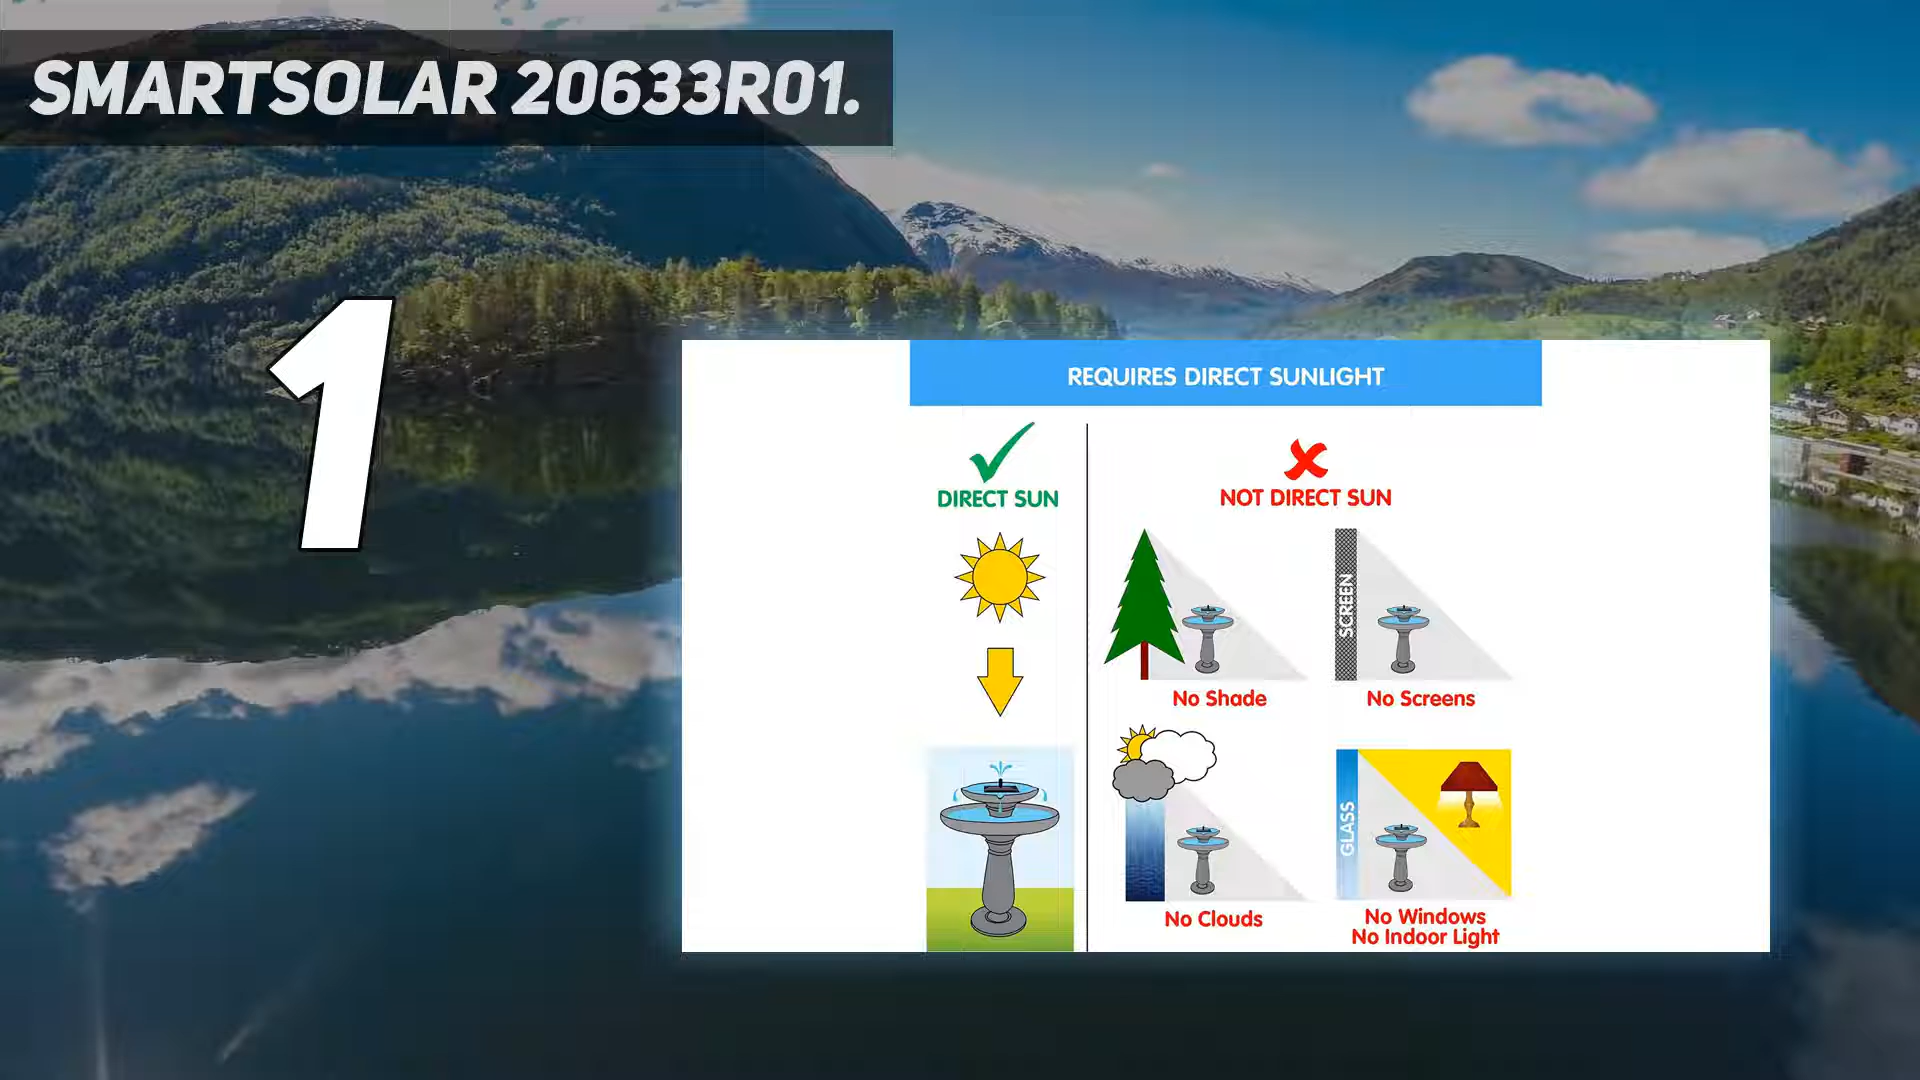 SMARTSOLAR 20633R01.
1
REQUIRES DIRECT SUNLIGHT
DIRECT SUN
NOT DIRECT SUN
SCREEN
No Shade
No Screens
GLASS
No Clouds
No Windows
No Indoor Light